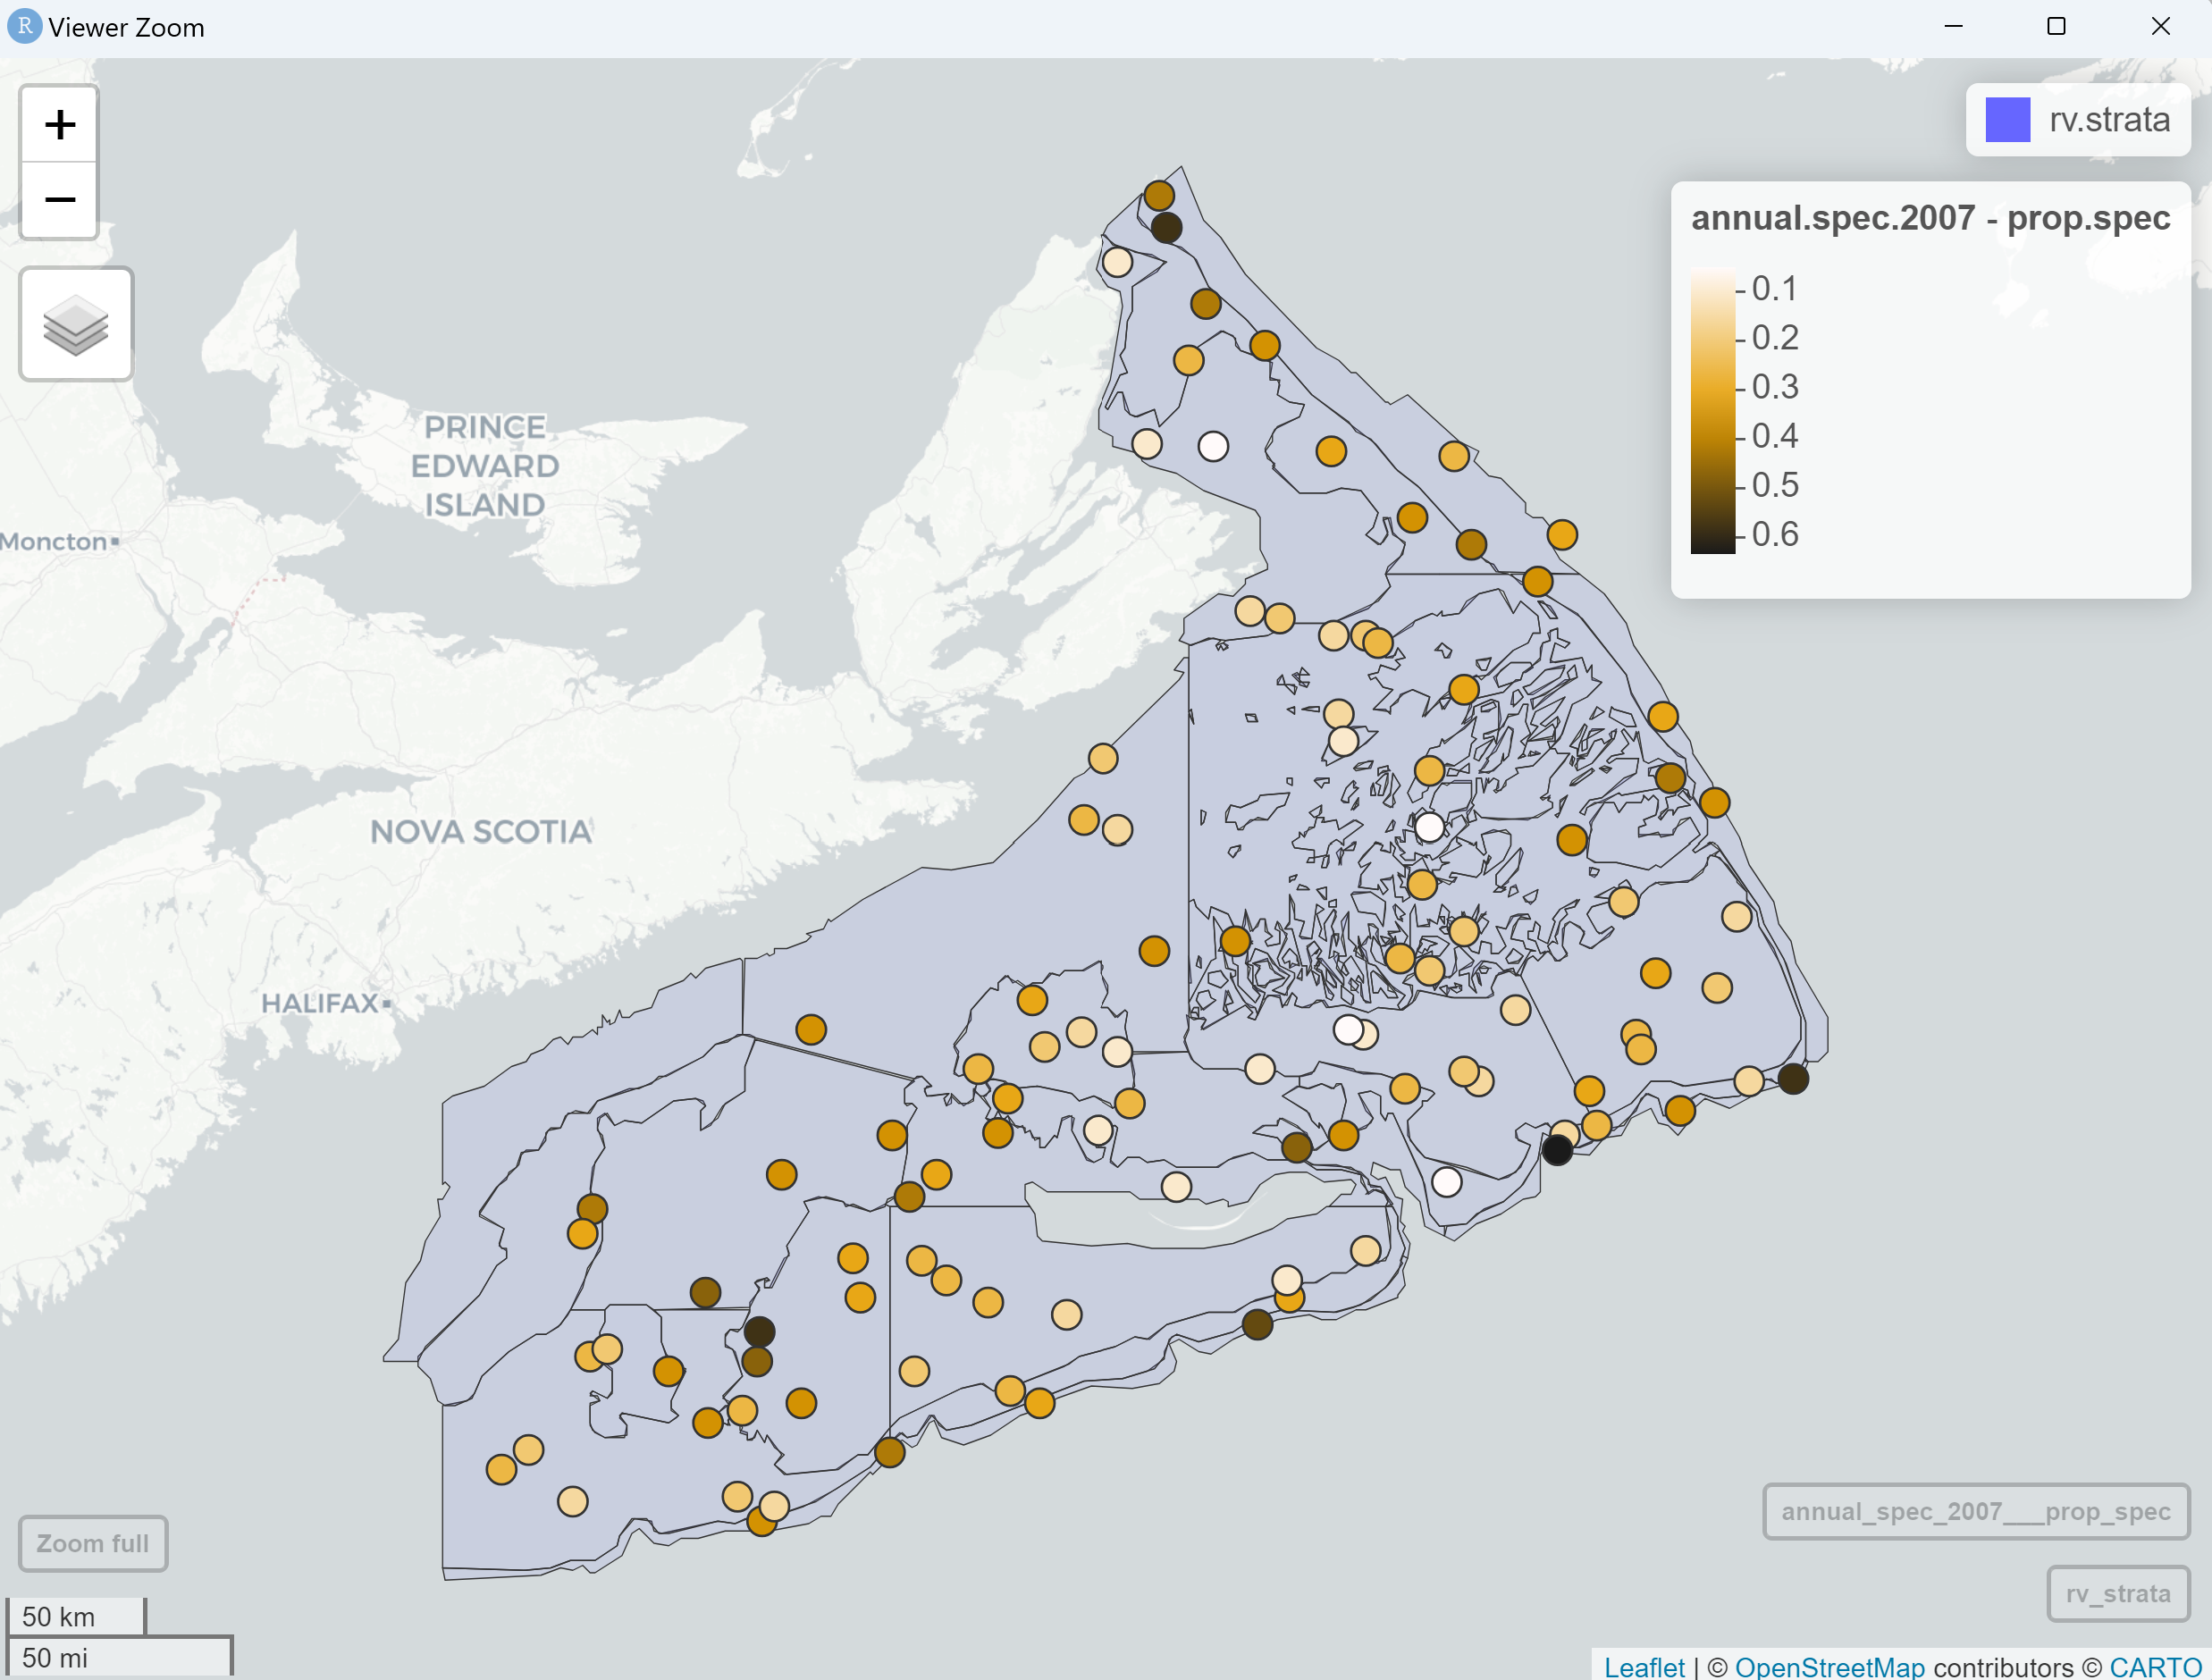 R Viewer Zoom
+
−
rv.strata
annual.spec.2007 - prop.spec
0.1
0.2
0.3
0.4
0.5
0.6
PRINCE
EDWARD
ISLAND
Moncton
NOVA SCOTIA
HALIFAX
annual_spec_2007___prop_spec
Zoom full
rv_strata
50 km
50 mi
Leaflet | © OpenStreetMap contributors © CARTO